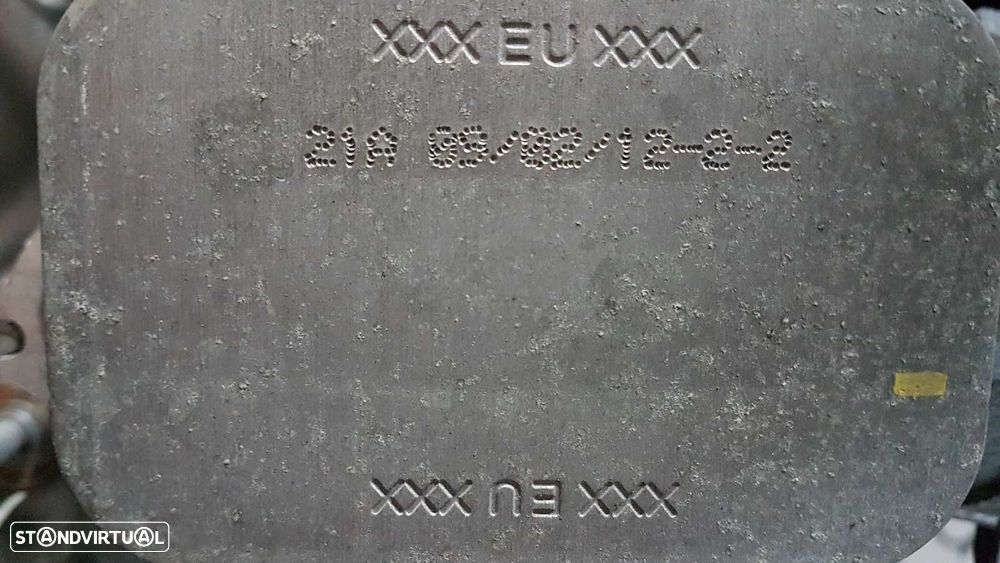 XXX EU XXX
21A 09/02/12-2-2
XXX EU XXX
STANDVIRTUAL